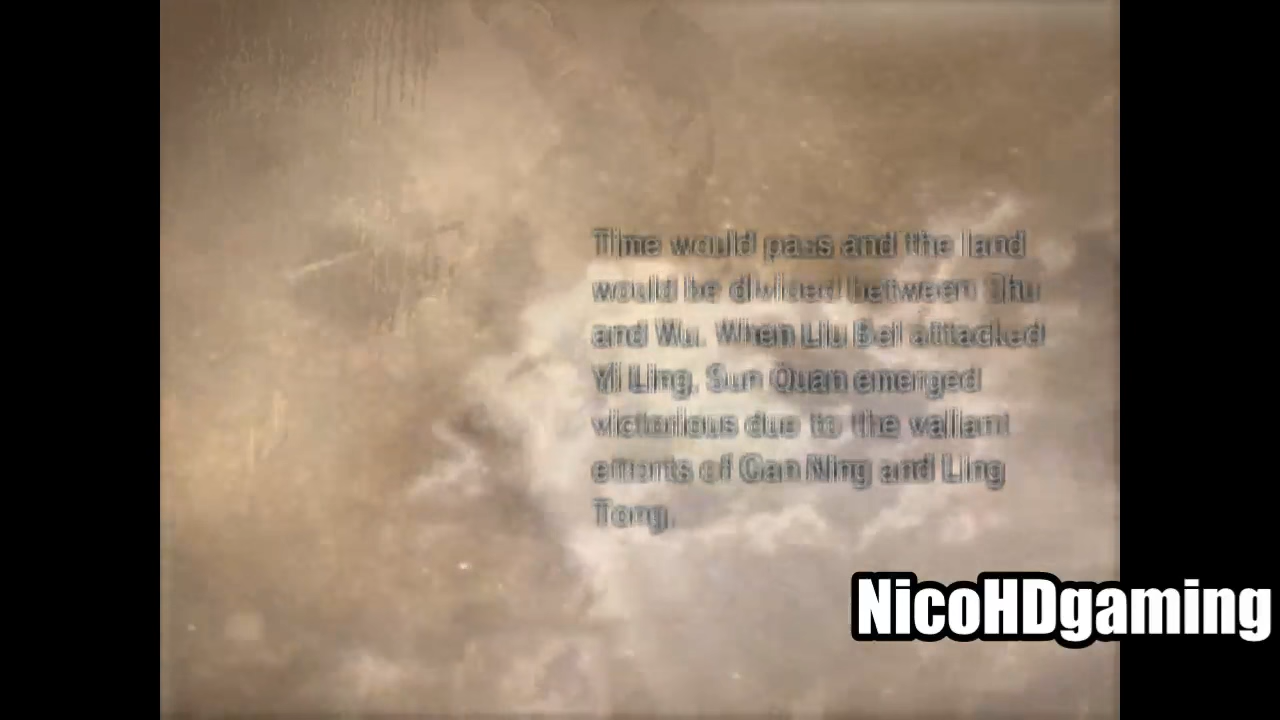 Time would pass and the land
would be divided between Shu
and Wu. When Liu Bei attacked
Yi Ling, Sun Quan emerged
victorious due to the valiant
efforts of Gan Ning and Ling
Tong.
NicoHDgaming